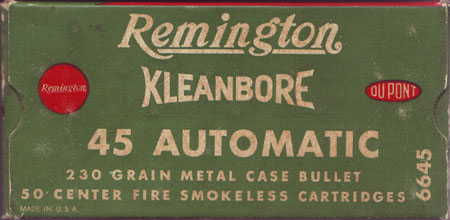 Remington
KLEANBORE
Remington
DU PONT
45 AUTOMATIC
230 GRAIN METAL CASE BULLET
50 CENTER FIRE SMOKELESS CARTRIDGES
6645
MADE IN U.S.A.